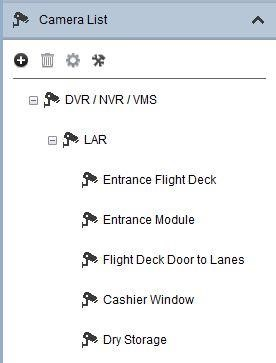 Camera List
DVR / NVR / VMS
LAR
Entrance Flight Deck
Entrance Module
Flight Deck Door to Lanes
Cashier Window
Dry Storage